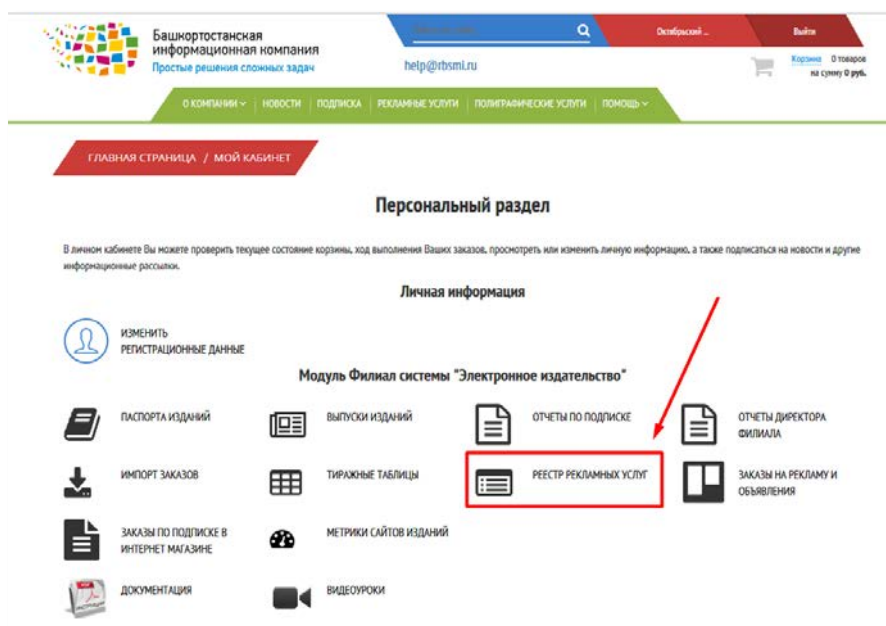 Башкортостанская
информационная компания
Простые решения сложных задач
help@rbsmi.ru
Октябрьский ...
Выйти
Корзина 0 товаров
на сумму 0 руб.
О КОМПАНИИ
НОВОСТИ
ПОДПИСКА
РЕКЛАМНЫЕ УСЛУГИ
ПОЛИГРАФИЧЕСКИЕ УСЛУГИ
ПОМОЩЬ
ГЛАВНАЯ СТРАНИЦА / МОЙ КАБИНЕТ
Персональный раздел
В личном кабинете Вы можете проверить текущее состояние корзины, ход выполнения Ваших заказов, просмотреть или изменить личную информацию, а также подписаться на новости и другие
информационные рассылки.
Личная информация
ИЗМЕНИТЬ
РЕГИСТРАЦИОННЫЕ ДАННЫЕ
Модуль Филиал системы "Электронное издательство"
ПАСПОРТА ИЗДАНИЙ
ВЫПУСКИ ИЗДАНИЙ
ОТЧЕТЫ ПО ПОДПИСКЕ
ОТЧЕТЫ ДИРЕКТОРА
ФИЛИАЛА
ИМПОРТ ЗАКАЗОВ
ТИРАЖНЫЕ ТАБЛИЦЫ
РЕЕСТР РЕКЛАМНЫХ УСЛУГ
ЗАКАЗЫ НА РЕКЛАМУ И
ОБЪЯВЛЕНИЯ
ЗАКАЗЫ ПО ПОДПИСКЕ В
ИНТЕРНЕТ МАГАЗИНЕ
МЕТРИКИ САЙТОВ ИЗДАНИЙ
ДОКУМЕНТАЦИЯ
ВИДЕОУРОКИ